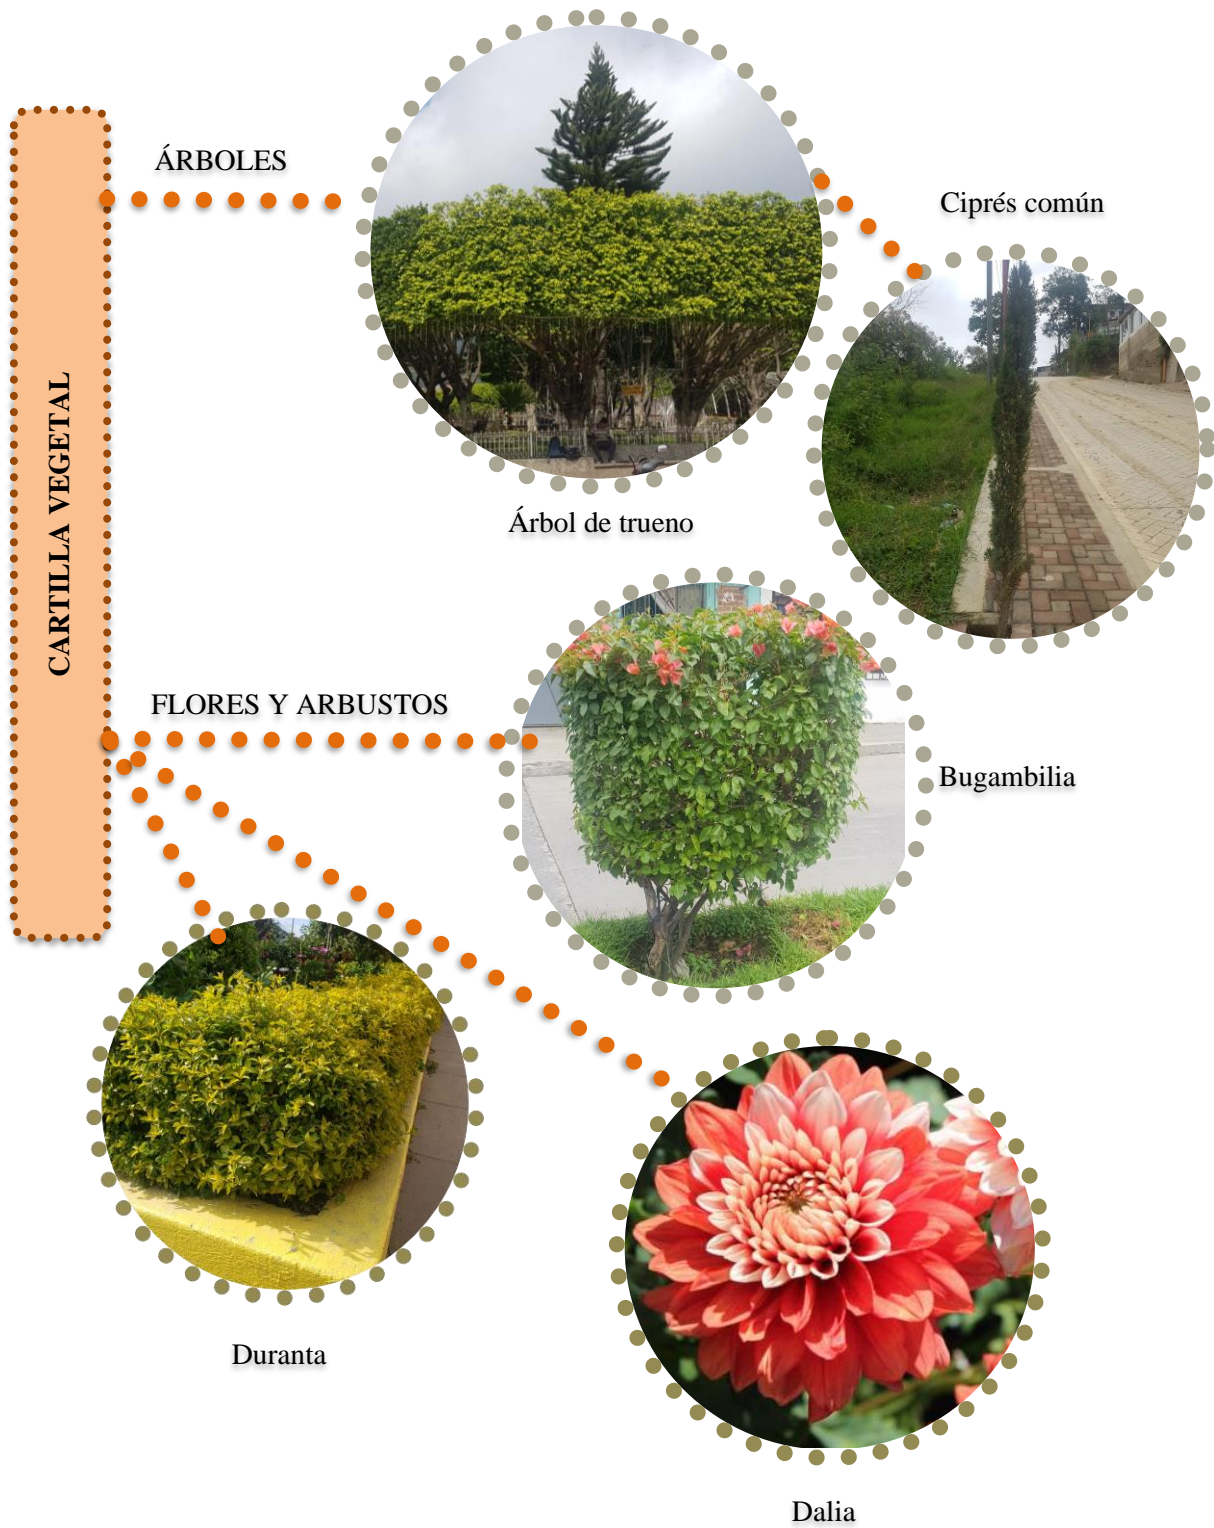 CARTILLA VEGETAL
ÁRBOLES
Árbol de trueno
Ciprés común
FLORES Y ARBUSTOS
Bugambilia
Duranta
Dalia